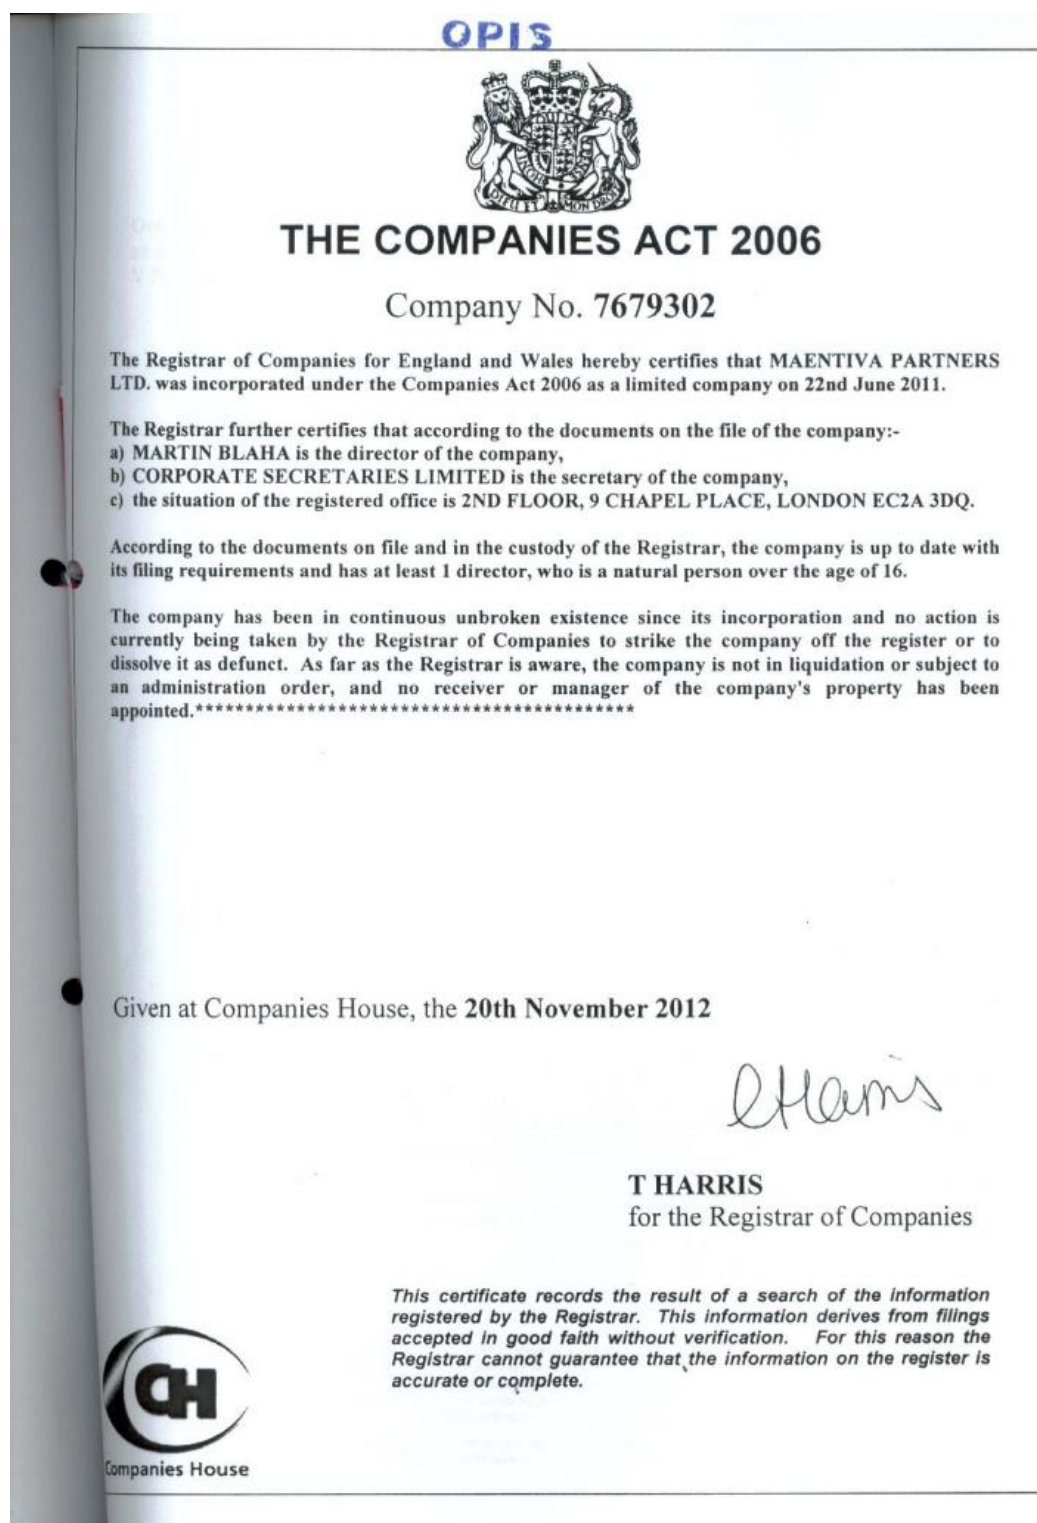 OPIS
DIEU ET MON DROIT
THE COMPANIES ACT 2006
Company No. 7679302
The Registrar of Companies for England and Wales hereby certifies that MAENTIVA PARTNERS
LTD. was incorporated under the Companies Act 2006 as a limited company on 22nd June 2011.
The Registrar further certifies that according to the documents on the file of the company:-
a) MARTIN BLAHA is the director of the company,
b) CORPORATE SECRETARIES LIMITED is the secretary of the company,
c) the situation of the registered office is 2ND FLOOR, 9 CHAPEL PLACE, LONDON EC2A 3DQ.
According to the documents on file and in the custody of the Registrar, the company is up to date with
its filing requirements and has at least 1 director, who is a natural person over the age of 16.
The company has been in continuous unbroken existence since its incorporation and no action is
currently being taken by the Registrar of Companies to strike the company off the register or to
dissolve it as defunct. As far as the Registrar is aware, the company is not in liquidation or subject to
an administration order, and no receiver or manager of the company's property has been
appointed.*******************************************
Given at Companies House, the 20th November 2012
T HARRIS
for the Registrar of Companies
This certificate records the result of a search of the information
registered by the Registrar. This information derives from filings
accepted in good faith without verification. For this reason the
Registrar cannot guarantee that the information on the register is
accurate or complete.
CH
Companies House